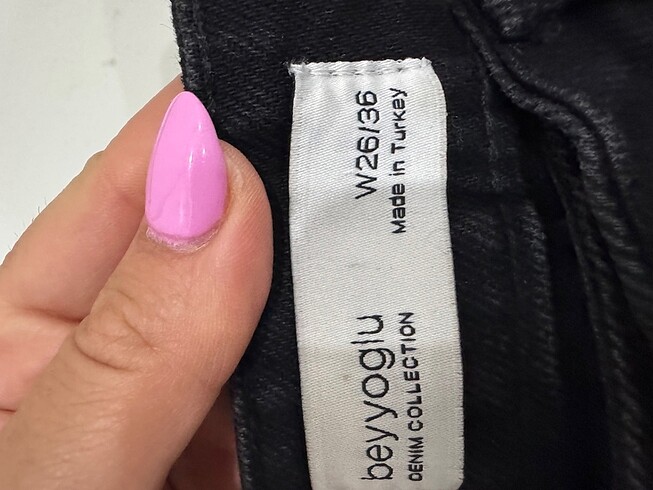 beyyoglu
DENIM COLLECTION
W26/36
Made in Turkey